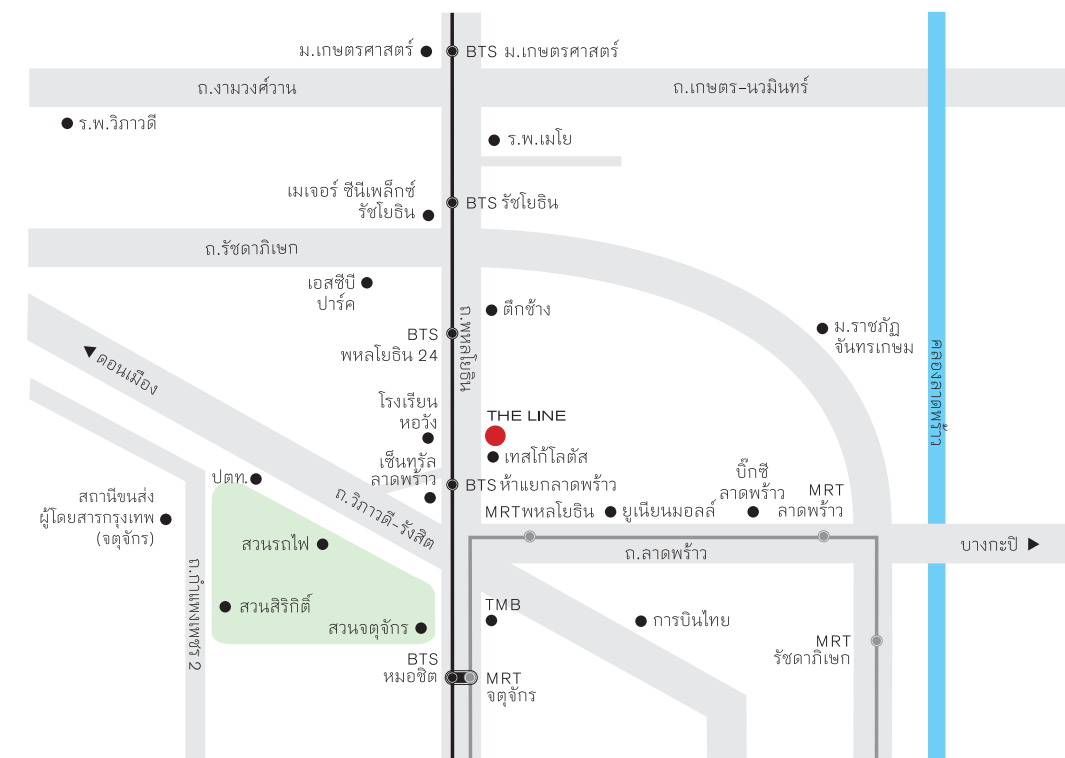 ม.เกษตรศาสตร์
BTS ม.เกษตรศาสตร์
ถ.งามวงศ์วาน
ถ.เกษตร-นวมินทร์
ร.พ.วิภาวดี
ร.พ.เมโย
เมเจอร์ ซีนีเพล็กซ์
รัชโยธิน
BTS รัชโยธิน
ถ.รัชดาภิเษก
เอสซีบี
ปาร์ค
ตึกช้าง
ถ.พหลโยธิน
BTS
พหลโยธิน 24
ม.ราชภัฏ
จันทรเกษม
คลองลาดพร้าว
ดอนเมือง
โรงเรียน
หอวัง
THE LINE
เทสโก้โลตัส
เซ็นทรัล
ลาดพร้าว
BTS ห้าแยกลาดพร้าว
MRTพหลโยธิน
ยูเนียนมอลล์
บิ๊กซี
ลาดพร้าว
MRT
ลาดพร้าว
ปตท.
สถานีขนส่ง
ผู้โดยสารกรุงเทพ
(จตุจักร)
ถ.วิภาวดี-รังสิต
สวนรถไฟ
ถ.ลาดพร้าว
บางกะปิ
ถ.กำแพงเพชร 2
สวนสิริกิติ์
สวนจตุจักร
TMB
การบินไทย
MRT
รัชดาภิเษก
BTS
หมอชิต
MRT
จตุจักร